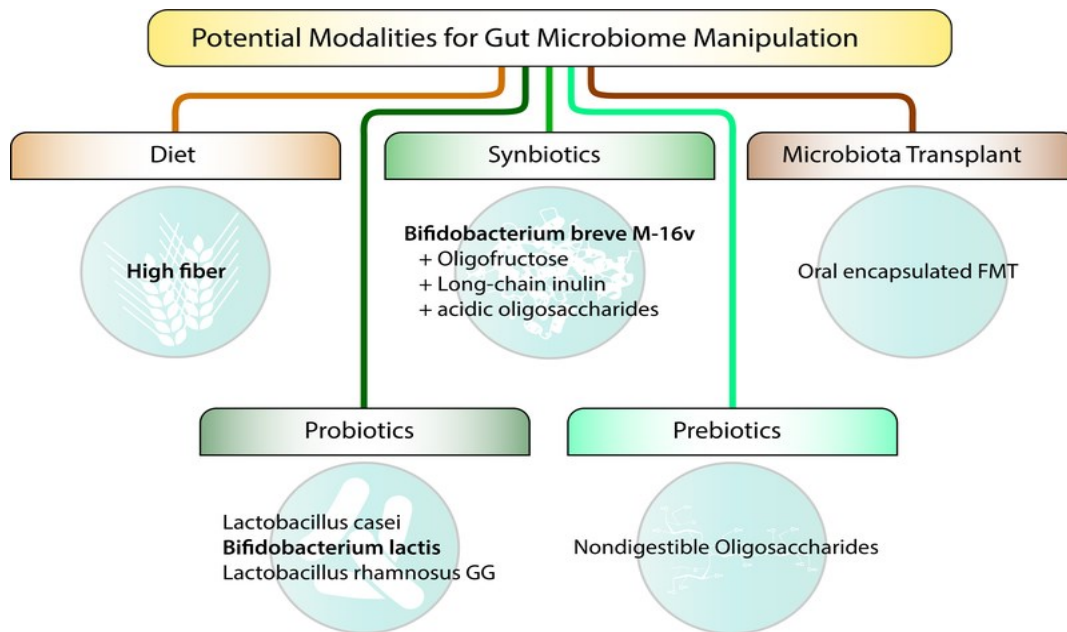 Potential Modalities for Gut Microbiome Manipulation
Diet
High fiber
Synbiotics
Bifidobacterium breve M-16v
+ Oligofructose
+ Long-chain inulin
+ acidic oligosaccharides
Microbiota Transplant
Oral encapsulated FMT
Probiotics
Lactobacillus casei
Bifidobacterium lactis
Lactobacillus rhamnosus GG
Prebiotics
Nondigestible Oligosaccharides